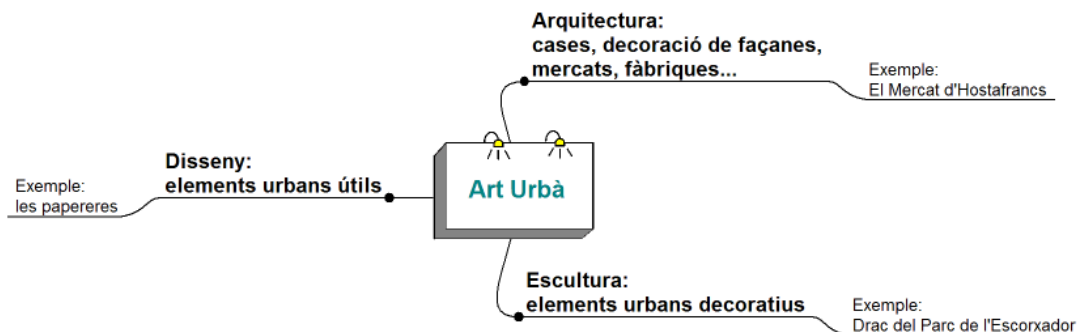 Arquitectura:
cases, decoració de façanes,
mercats, fàbriques...
Exemple:
El Mercat d'Hostafrancs
Disseny:
elements urbans útils
Exemple:
les papereres
Art Urbà
Escultura:
elements urbans decoratius
Exemple:
Drac del Parc de l'Escorxador